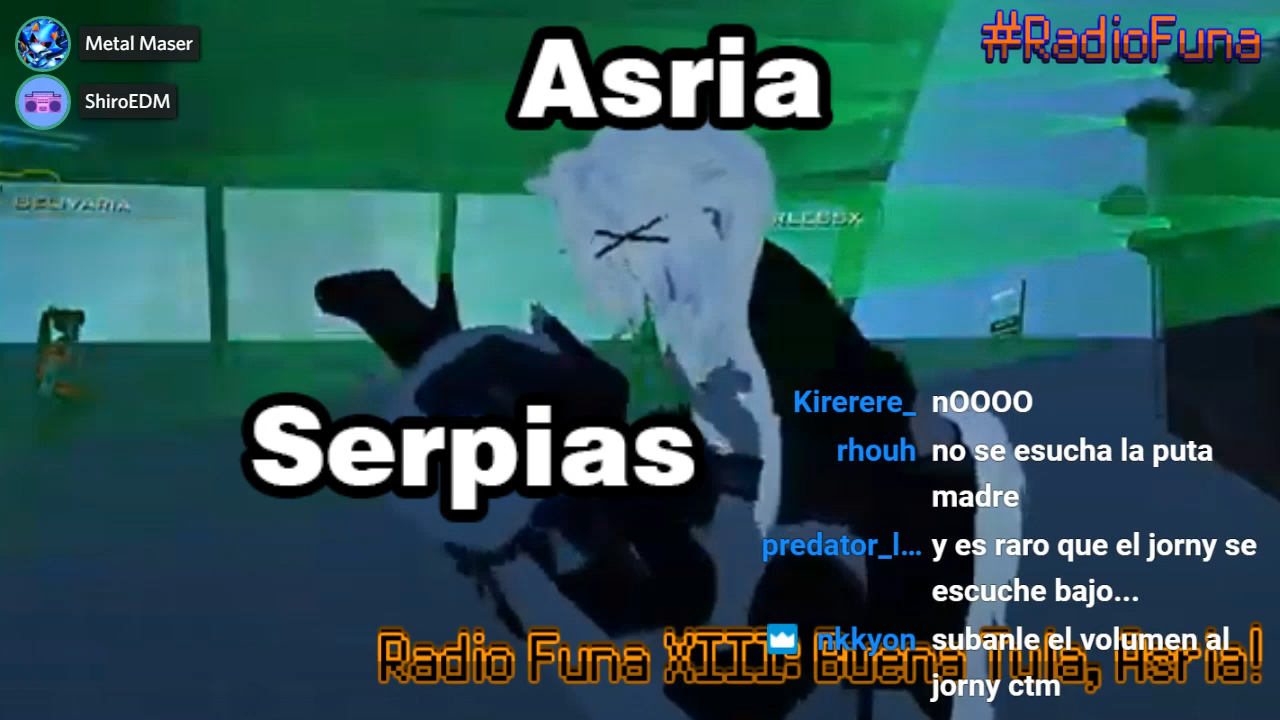 Metal Maser
ShiroEDM
#RadioFuna
Asria
BELIYARIA
Serpias
Kirerere_ nOOOO
rhouh no se esucha la puta
madre
predator_l... y es raro que el jorny se
escuche bajo...
nkkyon subanle el volumen al
jorny ctm
Radio Funa XIII: Buena Tula, Asria!